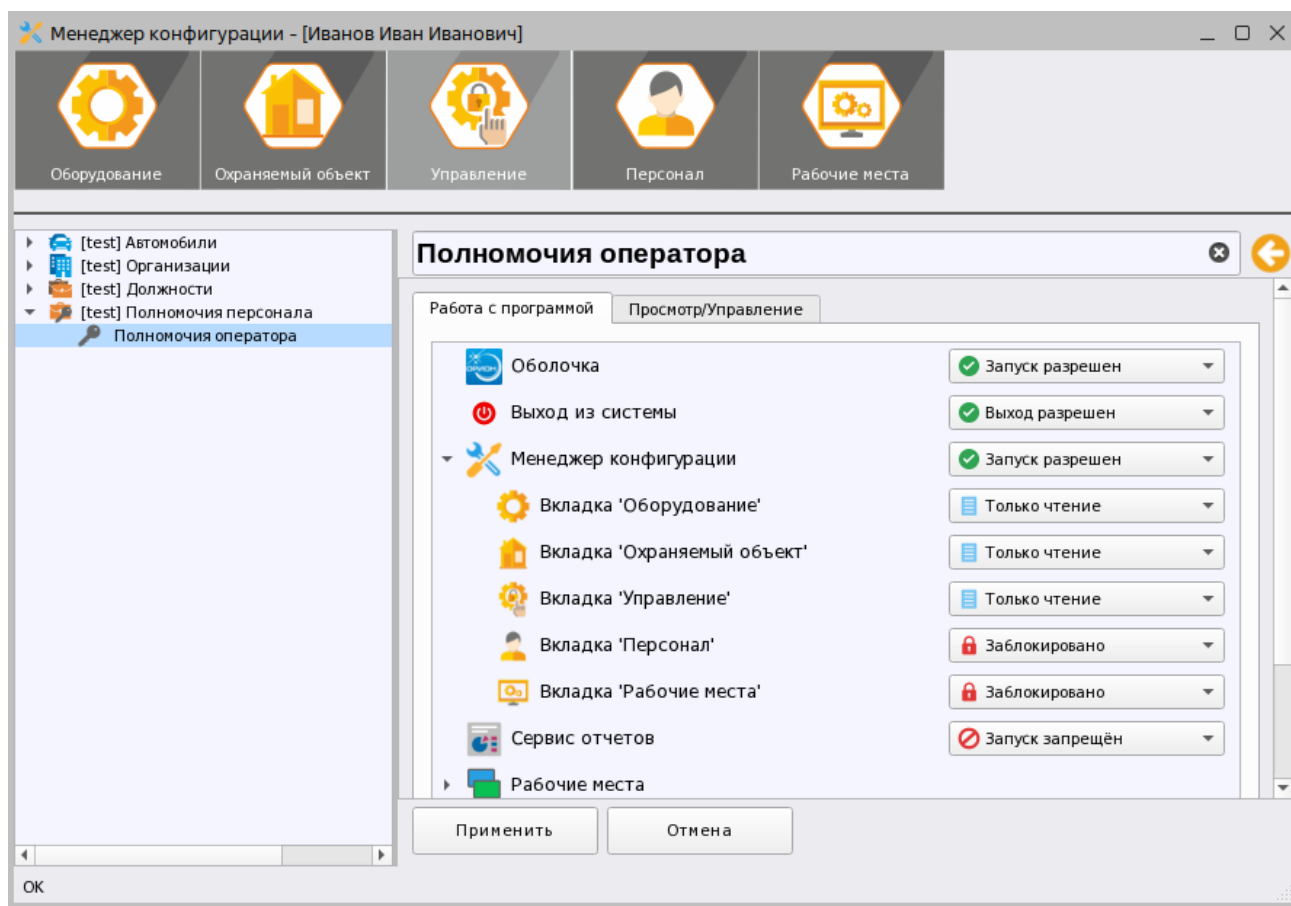 Менеджер конфигурации – [Иванов Иван Иванович]
Оборудование
Охраняемый объект
Управление
Персонал
Рабочие места
[test] Автомобили
[test] Организации
[test] Должности
[test] Полномочия персонала
Полномочия оператора
Полномочия оператора
Работа с программой
Просмотр/Управление
ОРИОН
Оболочка
Запуск разрешен
Выход из системы
Выход разрешен
Менеджер конфигурации
Запуск разрешен
Вкладка 'Оборудование'
Только чтение
Вкладка 'Охраняемый объект'
Только чтение
Вкладка 'Управление'
Только чтение
Вкладка 'Персонал'
Заблокировано
Вкладка 'Рабочие места'
Заблокировано
Сервис отчетов
Запуск запрещён
Рабочие места
Применить
Отмена
OK